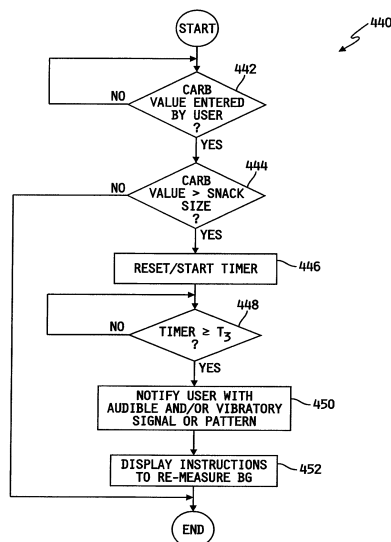 START
440
442
CARB
VALUE ENTERED
BY USER
?
NO
YES
444
CARB
VALUE > SNACK
SIZE
?
NO
YES
RESET/START TIMER
446
448
TIMER ≥ T3
?
NO
YES
NOTIFY USER WITH
AUDIBLE AND/OR VIBRATORY
SIGNAL OR PATTERN
450
DISPLAY INSTRUCTIONS
TO RE-MEASURE BG
452
END